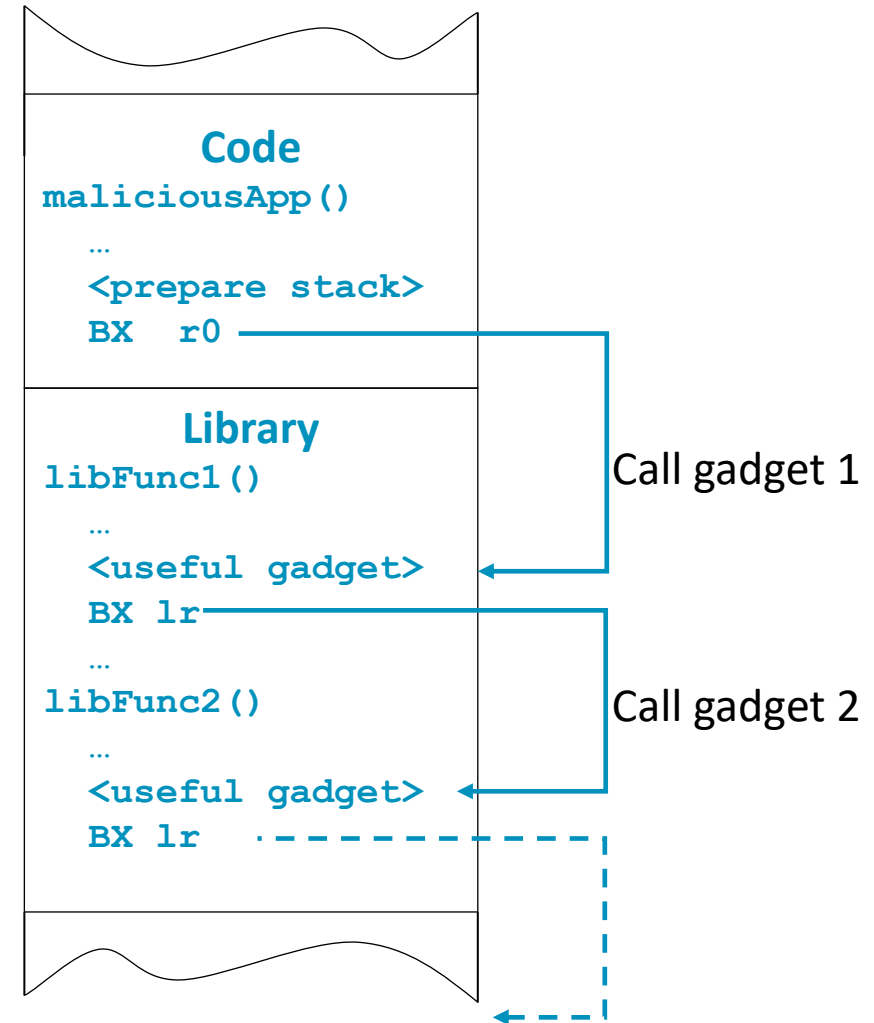 Code
maliciousApp()
…
<prepare stack>
BX r0
Library
libFunc1()
Call gadget 1
…
<useful gadget>
BX lr
…
libFunc2()
Call gadget 2
…
<useful gadget>
BX lr